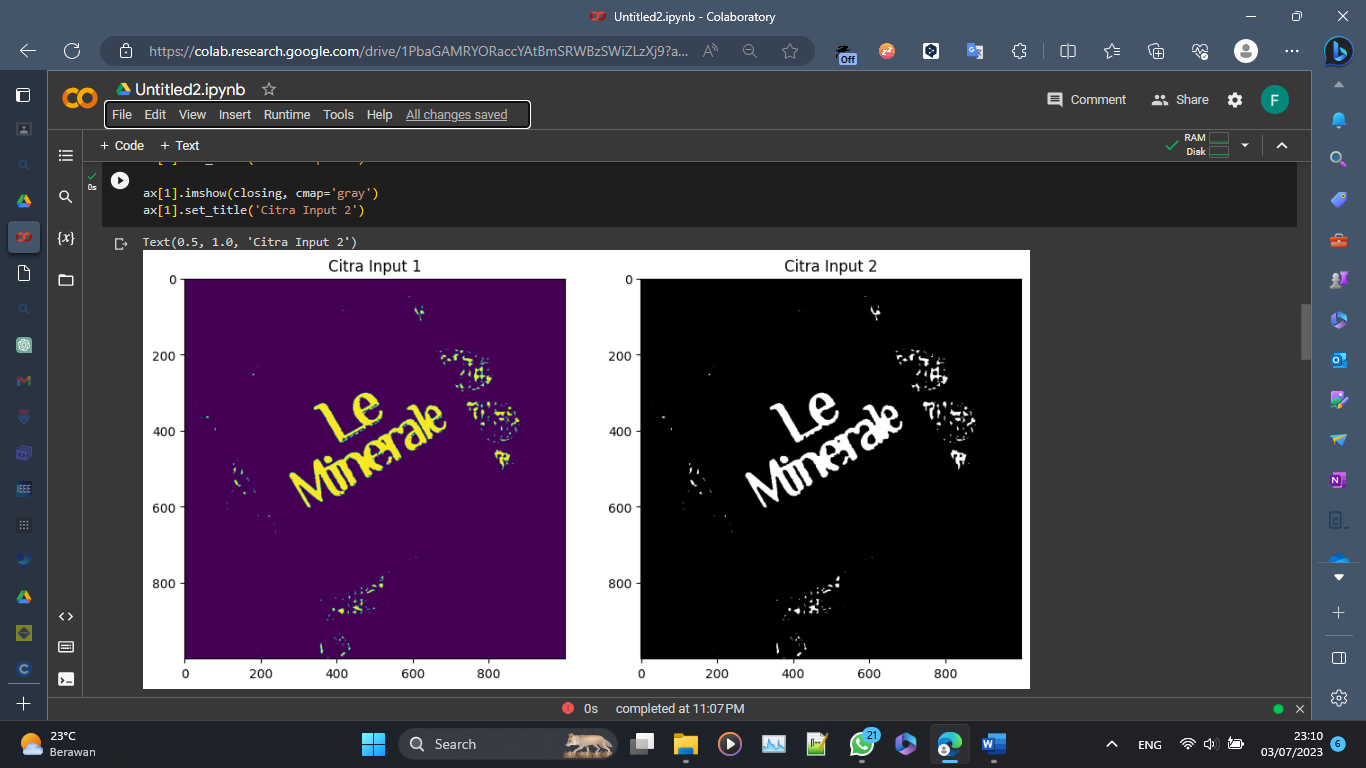 Untitled2.ipynb - Colaboratory
https://colab.research.google.com/drive/1PbaGAMRYORaccYAtBmSRWBzSWiZLzXj9?a...
Off
Untitled2.ipynb
File Edit View Insert Runtime Tools Help All changes saved
Comment Share F
+ Code + Text
RAM
Disk
0s
ax[1].imshow(closing, cmap='gray')
ax[1].set_title('Citra Input 2')
Text(0.5, 1.0, 'Citra Input 2')
Citra Input 1
0
200
400
600
800
0 200 400 600 800
Le
Minerale
Citra Input 2
0
200
400
600
800
0 200 400 600 800
Le
Minerale
{x}
<>
IEEE
0s completed at 11:07 PM
23°C
Berawan
Search
21
ENG
23:10
03/07/2023
6